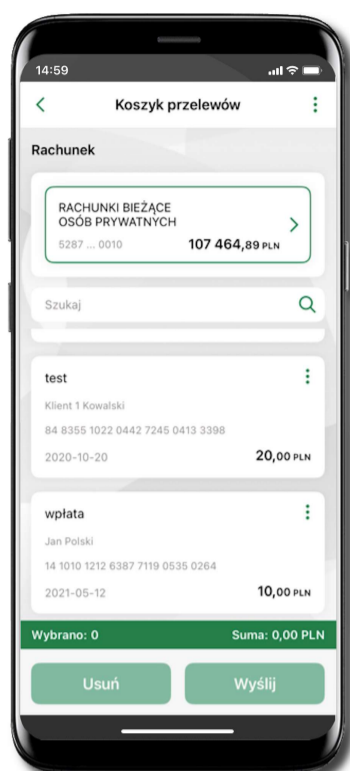 14:59
Koszyk przelewów
Rachunek
RACHUNKI BIEŻĄCE
OSÓB PRYWATNYCH
5287 ... 0010 107 464,89 PLN
Szukaj
test
Klient 1 Kowalski
84 8355 1022 0442 7245 0413 3398
2020-10-20 20,00 PLN
wpłata
Jan Polski
14 1010 1212 6387 7119 0535 0264
2021-05-12 10,00 PLN
Wybrano: 0 Suma: 0,00 PLN
Usuń Wyślij